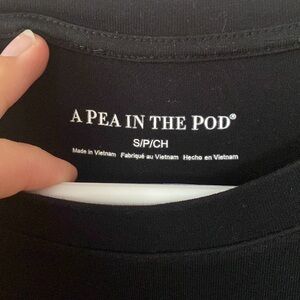 A PEA IN THE POD®
S/P/CH
Made in Vietnam Fabriqué au Vietnam Hecho en Vietnam